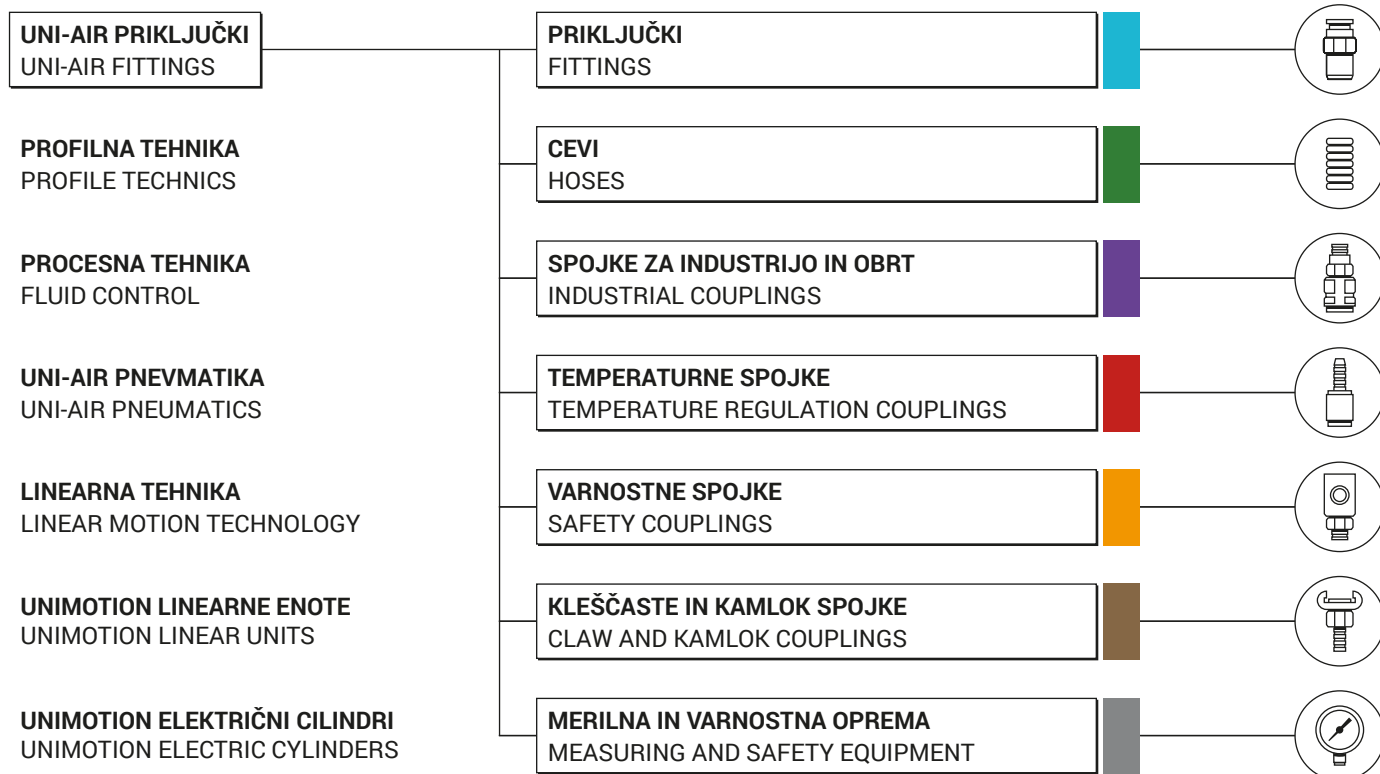 UNI-AIR PRIKLJUČKI
UNI-AIR FITTINGS
PROFILNA TEHNIKA
PROFILE TECHNICS
PROCESNA TEHNIKA
FLUID CONTROL
UNI-AIR PNEVMATIKA
UNI-AIR PNEUMATICS
LINEARNA TEHNIKA
LINEAR MOTION TECHNOLOGY
UNIMOTION LINEARNE ENOTE
UNIMOTION LINEAR UNITS
UNIMOTION ELEKTRIČNI CILINDRI
UNIMOTION ELECTRIC CYLINDERS
PRIKLJUČKI
FITTINGS
CEVI
HOSES
SPOJKE ZA INDUSTRIJO IN OBRT
INDUSTRIAL COUPLINGS
TEMPERATURNE SPOJKE
TEMPERATURE REGULATION COUPLINGS
VARNOSTNE SPOJKE
SAFETY COUPLINGS
KLEŠČASTE IN KAMLOK SPOJKE
CLAW AND KAMLOK COUPLINGS
MERILNA IN VARNOSTNA OPREMA
MEASURING AND SAFETY EQUIPMENT